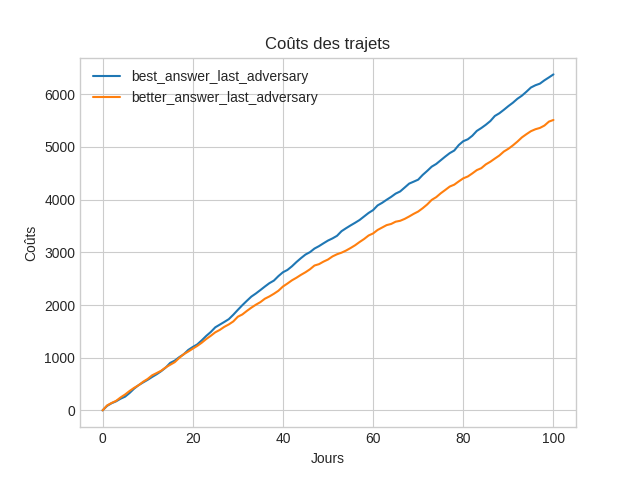 Coûts des trajets
best_answer_last_adversary
better_answer_last_adversary
Coûts
6000
5000
4000
3000
2000
1000
0
0 20 40 60 80 100
Jours